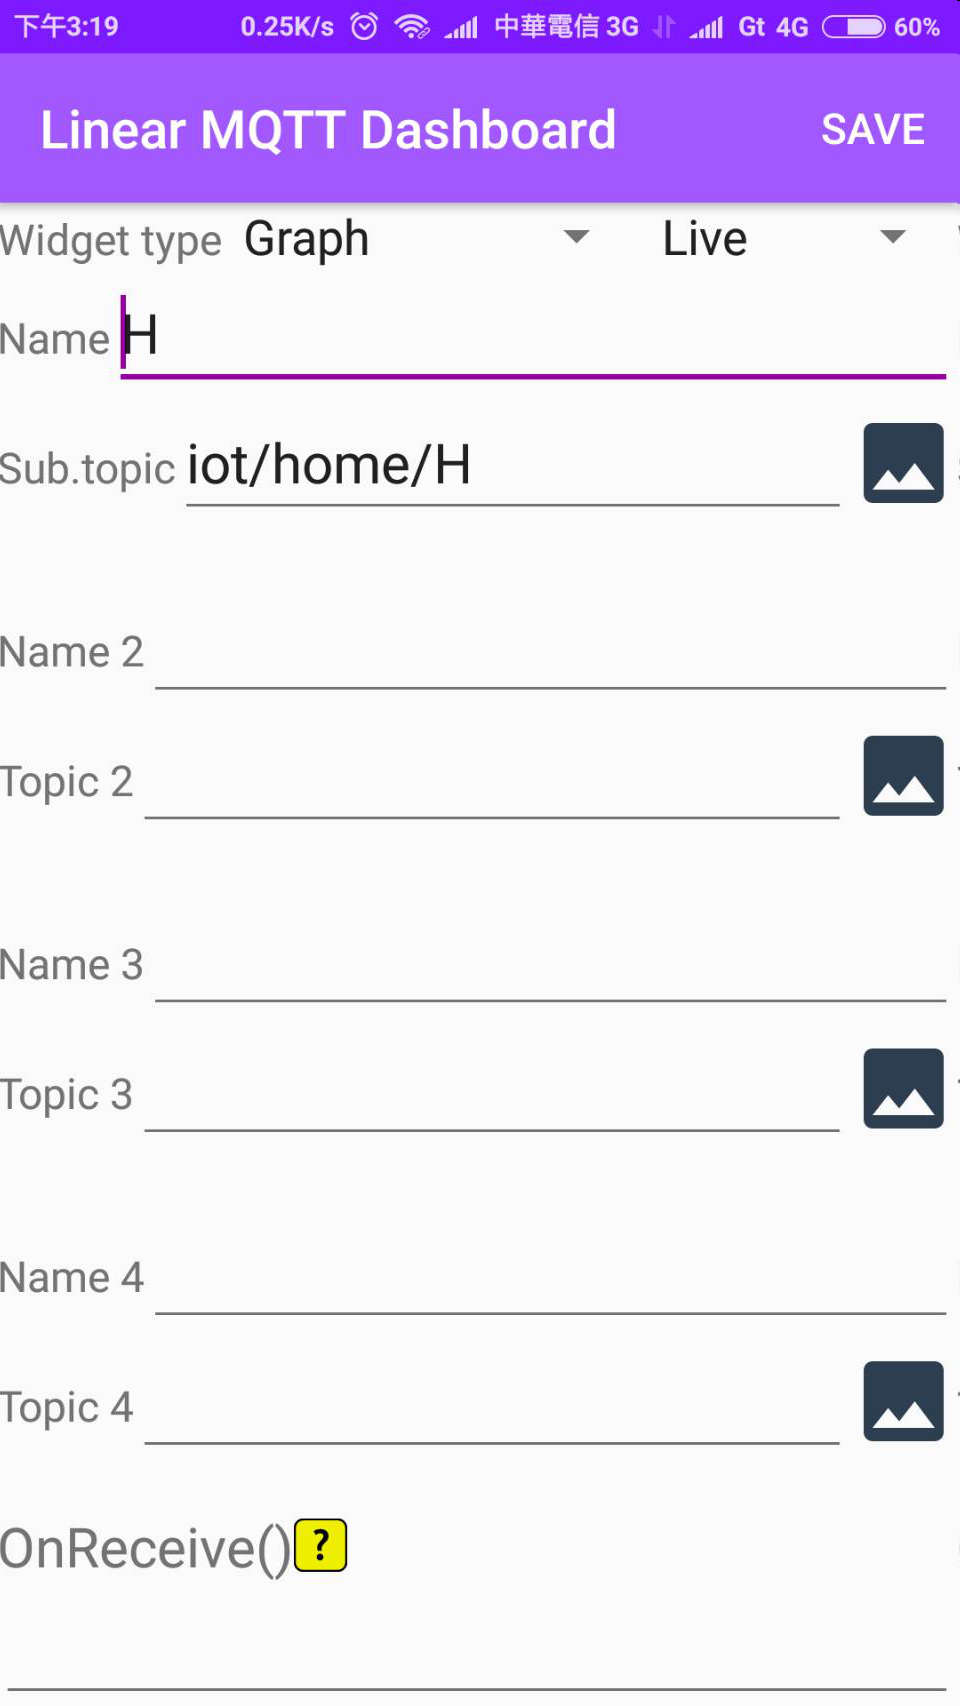 下午3:19 0.25K/s 中華電信 3G Gt 4G 60%
Linear MQTT Dashboard SAVE
Widget type Graph Live
Name H
Sub.topic iot/home/H
Name 2
Topic 2
Name 3
Topic 3
Name 4
Topic 4
OnReceive() ?